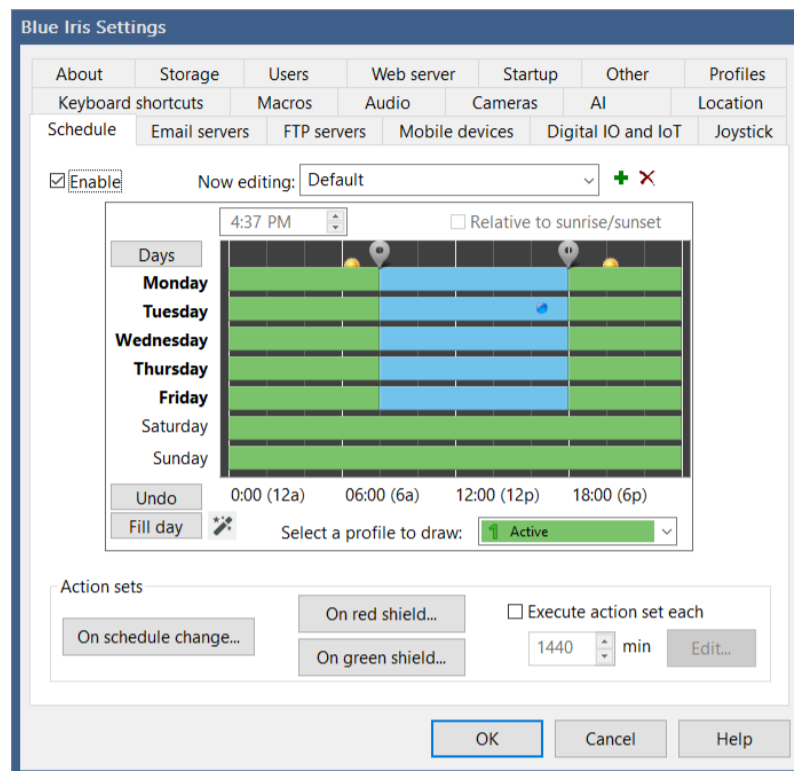 Blue Iris Settings
About Storage Users Web server Startup Other Profiles
Keyboard shortcuts Macros Audio Cameras AI Location
Schedule Email servers FTP servers Mobile devices Digital IO and IoT Joystick
Enable Now editing: Default
4:37 PM Relative to sunrise/sunset
Days
Monday
Tuesday
Wednesday
Thursday
Friday
Saturday
Sunday
Undo 0:00 (12a) 06:00 (6a) 12:00 (12p) 18:00 (6p)
Fill day Select a profile to draw: 1 Active
Action sets
On schedule change...
On red shield...
On green shield...
Execute action set each
1440 min Edit...
OK Cancel Help